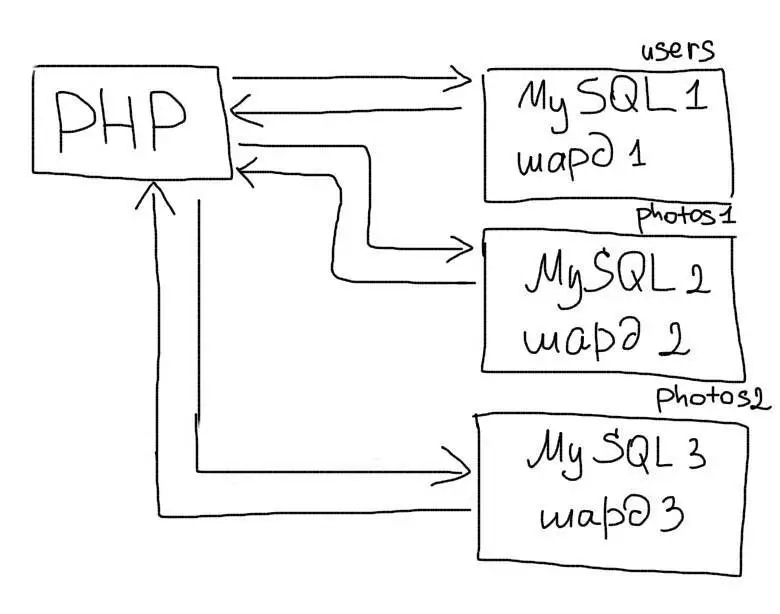 users
PHP
MySQL 1
шард 1
photos1
MySQL 2
шард 2
photos2
MySQL 3
шард 3